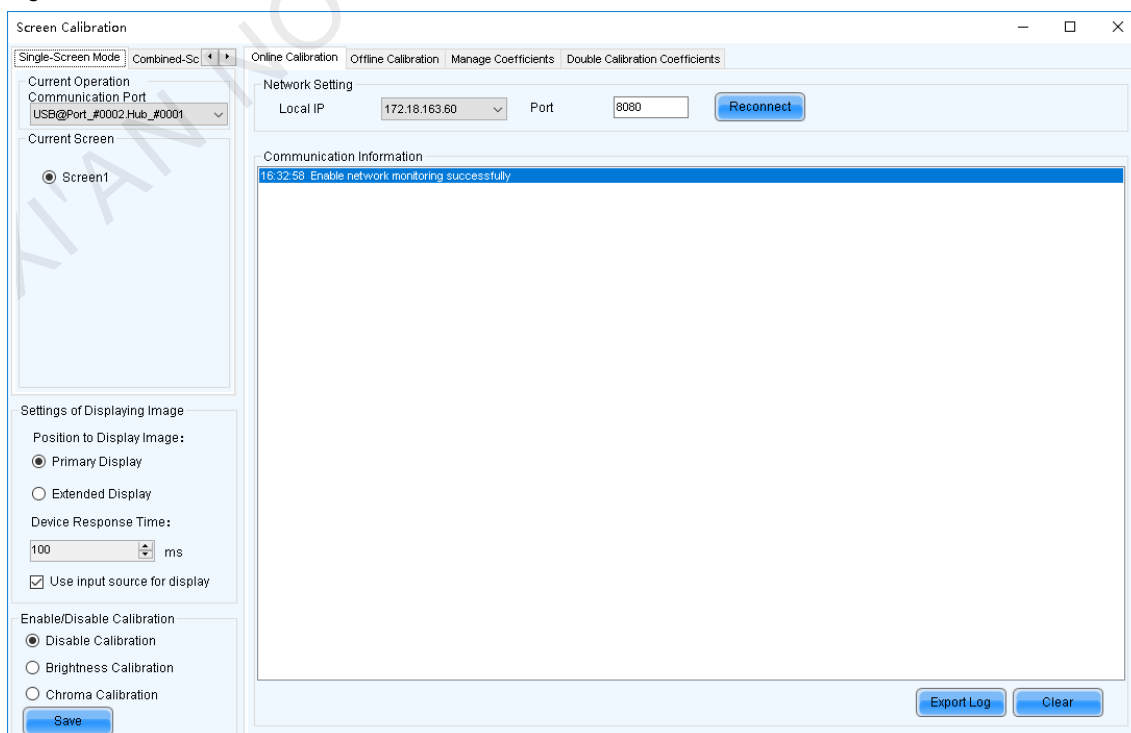 Screen Calibration
Single-Screen Mode Combined-Sc
Current Operation
Communication Port
USB@Port_#0002.Hub_#0001
Current Screen
Screen1
Settings of Displaying Image
Position to Display Image:
Primary Display
Extended Display
Device Response Time:
100 ms
Use input source for display
Enable/Disable Calibration
Disable Calibration
Brightness Calibration
Chroma Calibration
Save
Online Calibration Offline Calibration Manage Coefficients Double Calibration Coefficients
Network Setting
Local IP 172.18.163.60 Port 8080 Reconnect
Communication Information
16:32:58 Enable network monitoring successfully
Export Log Clear
XI'AN NO